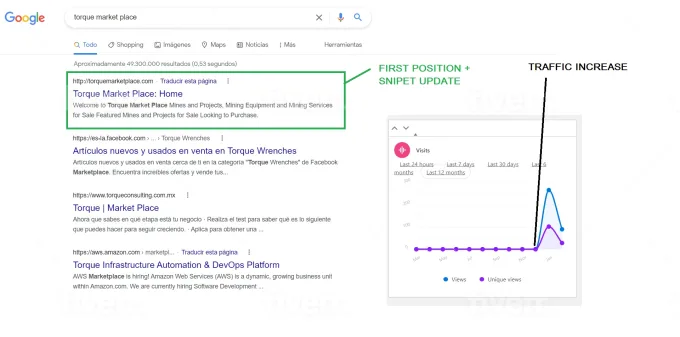 Google
torque market place
Todo
Shopping
Imágenes
Maps
Noticias
Más
Herramientas
Aproximadamente 49.300.000 resultados (0,53 segundos)
http://torquemarketplace.com · Traducir esta página
Torque Market Place: Home
Welcome to Torque Market Place Mines and Projects, Mining Equipment and Mining Services
for Sale Featured Mines and Projects for Sale Looking to Purchase.
https://es-la.facebook.com › ... › Torque Wrenches
Artículos nuevos y usados en venta en Torque Wrenches
Artículos nuevos y usados en venta cerca de ti en la categoría "Torque Wrenches" de Facebook
Marketplace. Encuentra increíbles ofertas y vende tus...
https://www.torqueconsulting.com.mx
Torque | Market Place
Ahora que sabes en qué etapa está tu negocio · Realiza el test para saber qué es lo siguiente
que puedes hacer para seguir creciendo. · Aplica para obtener una ...
https://aws.amazon.com › marketpl... · Traducir esta página
Torque Infrastructure Automation & DevOps Platform
AWS Marketplace is hiring! Amazon Web Services (AWS) is a dynamic, growing business unit
within Amazon.com. We are currently hiring Software Development ...
FIRST POSITION +
SNIPET UPDATE
TRAFFIC INCREASE
Visits
Last 24 hours
Last 7 days
Last 30 days
Last 6
months
Last 12 months
Views
Unique views